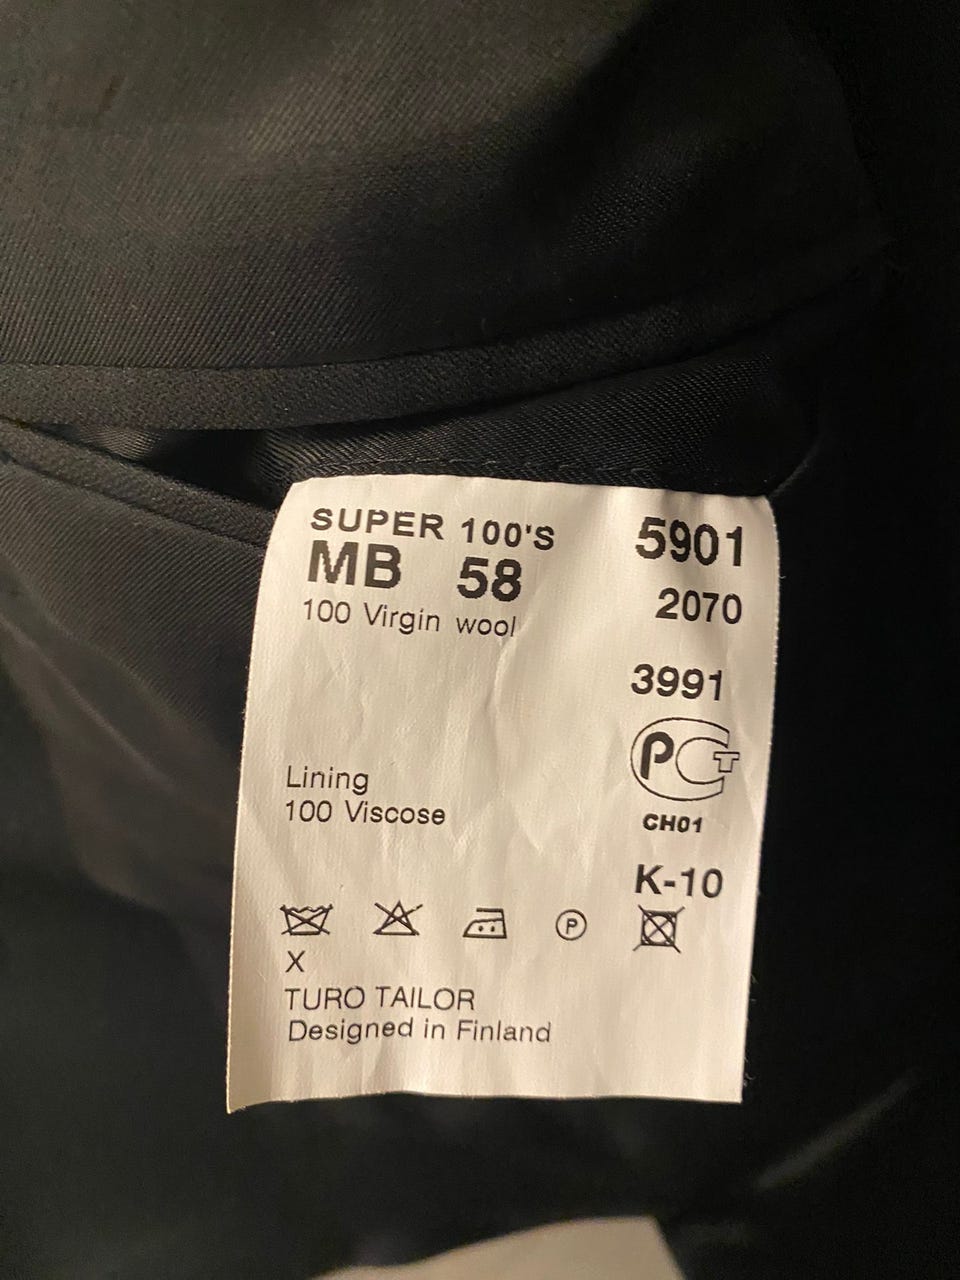 SUPER 100'S
MB 58
100 Virgin wool
5901
2070
3991
РСТ
CH01
K-10
Lining
100 Viscose
P
X
TURO TAILOR
Designed in Finland